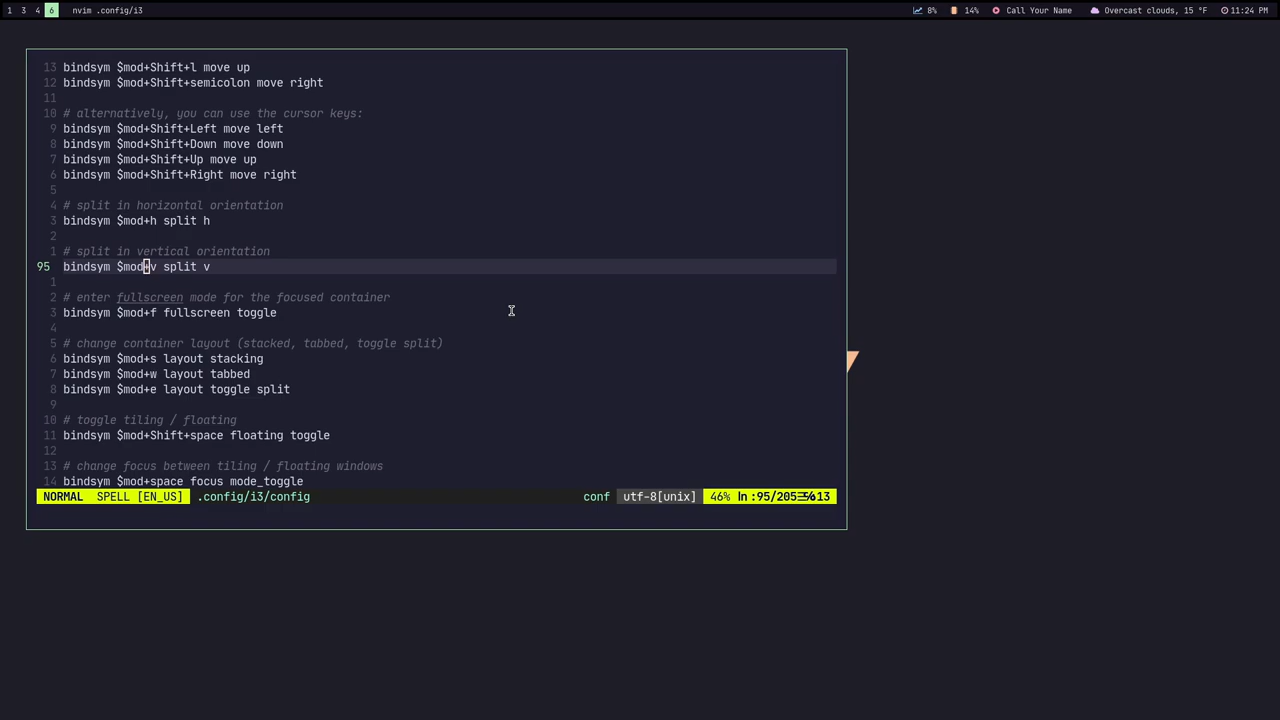 1 3 4 6 nvim .config/i3 8% 14% Call Your Name Overcast clouds, 15 °F 11:24 PM
13 bindsym $mod+Shift+l move up
12 bindsym $mod+Shift+semicolon move right
11
10 # alternatively, you can use the cursor keys:
9 bindsym $mod+Shift+Left move left
8 bindsym $mod+Shift+Down move down
7 bindsym $mod+Shift+Up move up
6 bindsym $mod+Shift+Right move right
5
4 # split in horizontal orientation
3 bindsym $mod+h split h
2
1 # split in vertical orientation
95 bindsym $mod+v split v
1
2 # enter fullscreen mode for the focused container
3 bindsym $mod+f fullscreen toggle
4
5 # change container layout (stacked, tabbed, toggle split)
6 bindsym $mod+s layout stacking
7 bindsym $mod+w layout tabbed
8 bindsym $mod+e layout toggle split
9
10 # toggle tiling / floating
11 bindsym $mod+Shift+space floating toggle
12
13 # change focus between tiling / floating windows
14 bindsym $mod+space focus mode_toggle
NORMAL SPELL [EN_US] .config/i3/config conf utf-8[unix] 46% ln:95/205 13